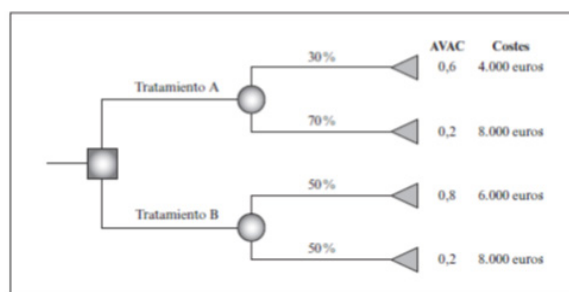 AVAC Costes
30% 0,6 4.000 euros
Tratamiento A
70% 0,2 8.000 euros
50% 0,8 6.000 euros
Tratamiento B
50% 0,2 8.000 euros